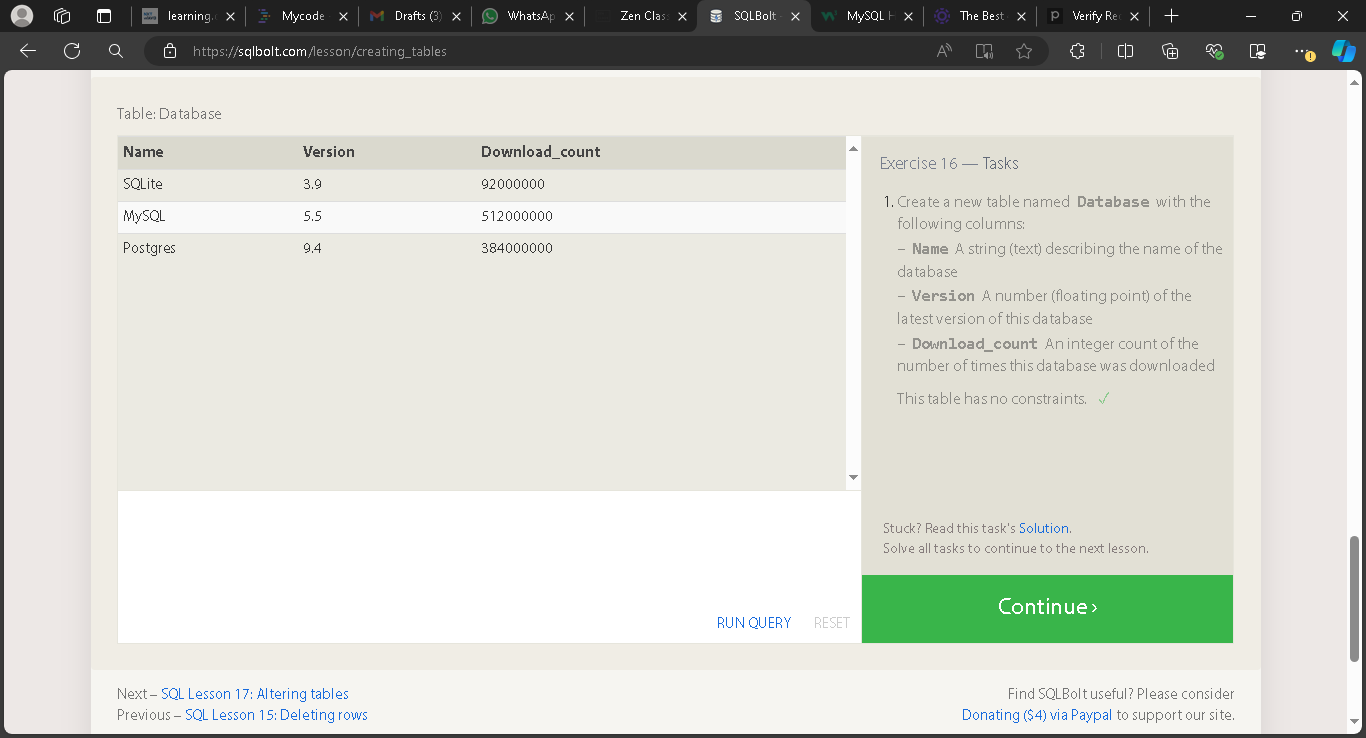 learning.
Mycode
Drafts (3)
WhatsAp
Zen Clas
SQLBolt
MySQL
The Best
Verify Re
https://sqlbolt.com/lesson/creating_tables
Table: Database
Name Version Download_count
SQLite 3.9 92000000
MySQL 5.5 512000000
Postgres 9.4 384000000
RUN QUERY RESET
Exercise 16 — Tasks
1. Create a new table named Database with the
following columns:
– Name A string (text) describing the name of the
database
– Version A number (floating point) of the
latest version of this database
– Download_count An integer count of the
number of times this database was downloaded
This table has no constraints. ✓
Stuck? Read this task's Solution.
Solve all tasks to continue to the next lesson.
Continue ›
Next – SQL Lesson 17: Altering tables
Previous – SQL Lesson 15: Deleting rows
Find SQLBolt useful? Please consider
Donating ($4) via Paypal to support our site.